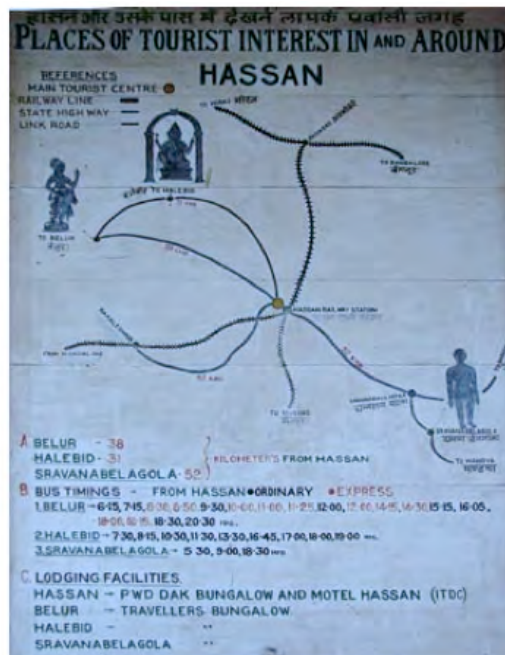 हासन और उसके पास में देखने लायक प्रवासी जगह
PLACES OF TOURIST INTEREST IN AND AROUND
HASSAN
REFERENCES
MAIN TOURIST CENTRE
RAILWAY LINE
STATE HIGH WAY
LINK ROAD
TO HALEBID
TO BELUR
TO BANGALORE
HASSAN RAILWAY STATION
TO MYSORE
SRAVANABELAGOLA
A BELUR - 38
HALEBID - 31
SRAVANABELAGOLA - 52
KILOMETERS FROM HASSAN
B. BUS TIMINGS - FROM HASSAN ORDINARY EXPRESS
1. BELUR → 6-15, 7-15, 8-30, 8-50, 9-30, 10-00, 11-00, 11-25, 12-00, 12-00, 14-15, 14-30, 15-15, 16-05,
18-00, 18-15, 18-30, 20-30 HRS.
2. HALEBID → 7-30, 8-15, 10-30, 11-30, 13-30, 16-45, 17-00, 18-00, 19-00 HRS.
3. SRAVANABELAGOLA → 5 30, 9-00, 18-30 HRS
C. LODGING FACILITIES.
HASSAN → PWD DAK BUNGALOW AND MOTEL HASSAN (ITDC)
BELUR → TRAVELLERS BUNGALOW
HALEBID - "
SRAVANABELAGOLA "